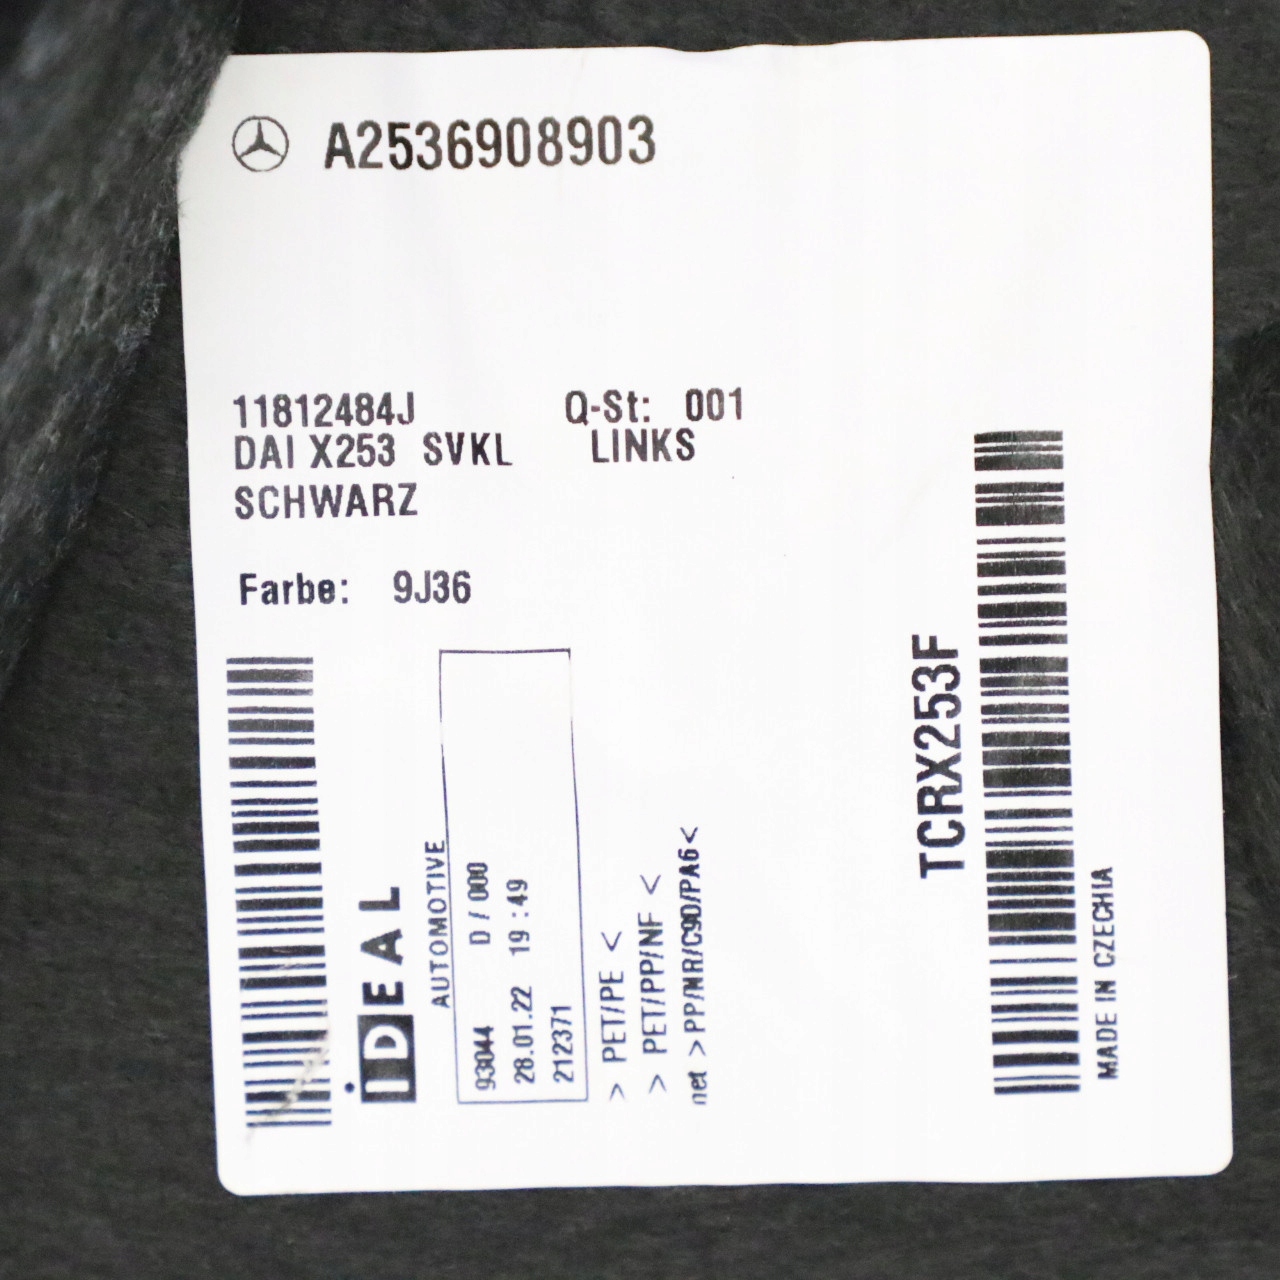 A2536908903
11812484J Q-St: 001
DAI X253 SVKL LINKS
SCHWARZ
Farbe: 9J36
iDEAL
AUTOMOTIVE
93044 D / 000
28.01.22 19:49
212371
> PET/PE <
> PET/PP/NF <
net >PP/MR/C90/PA6<
TCRX253F
MADE IN CZECHIA